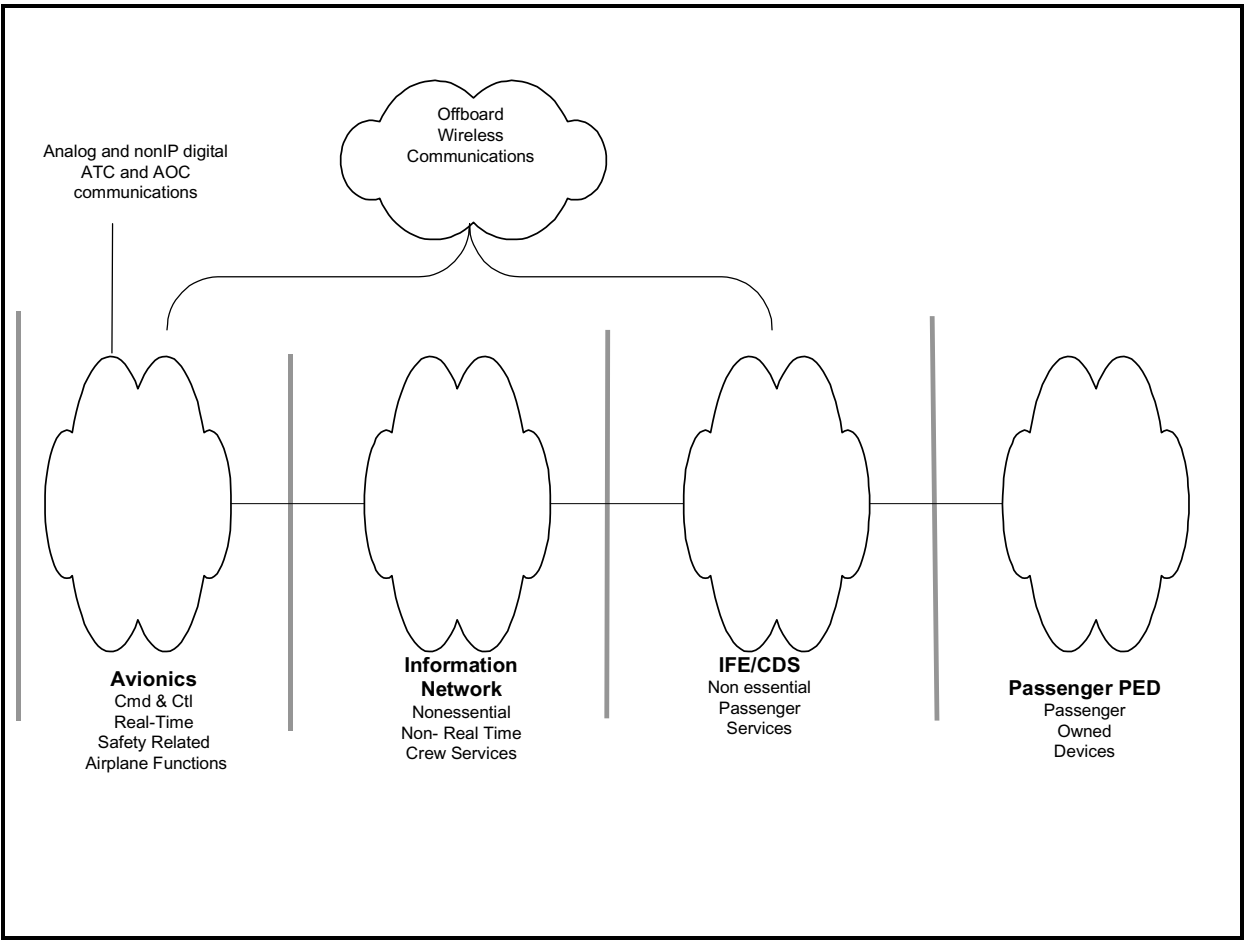 Offboard
Wireless
Communications
Analog and nonIP digital
ATC and AOC
communications
Avionics
Cmd & Ctl
Real-Time
Safety Related
Airplane Functions
Information
Network
Nonessential
Non- Real Time
Crew Services
IFE/CDS
Non essential
Passenger
Services
Passenger PED
Passenger
Owned
Devices